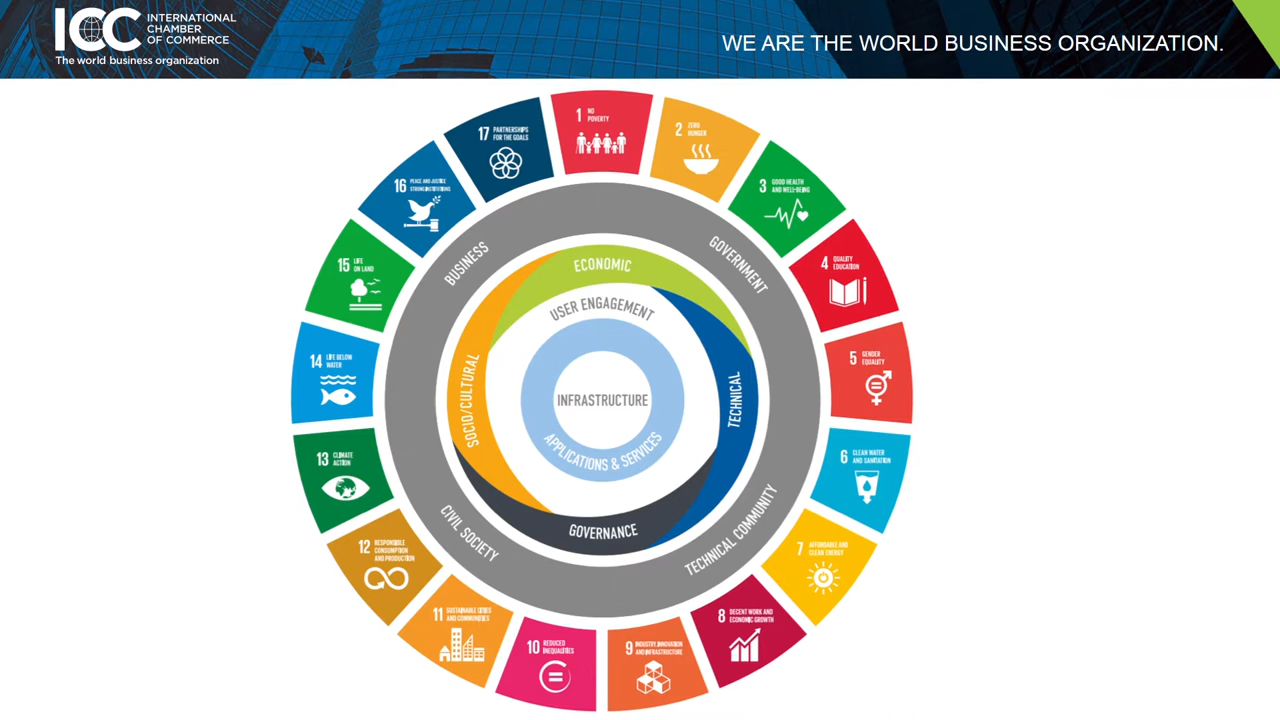 ICC INTERNATIONAL
CHAMBER
OF COMMERCE
The world business organization
WE ARE THE WORLD BUSINESS ORGANIZATION.
1 NO
POVERTY
2 ZERO
HUNGER
3 GOOD HEALTH
AND WELL-BEING
4 QUALITY
EDUCATION
5 GENDER
EQUALITY
6 CLEAN WATER
AND SANITATION
7 AFFORDABLE AND
CLEAN ENERGY
8 DECENT WORK AND
ECONOMIC GROWTH
9 INDUSTRY, INNOVATION
AND INFRASTRUCTURE
10 REDUCED
INEQUALITIES
11 SUSTAINABLE CITIES
AND COMMUNITIES
12 RESPONSIBLE
CONSUMPTION
AND PRODUCTION
13 CLIMATE
ACTION
14 LIFE BELOW
WATER
15 LIFE
ON LAND
16 PEACE AND JUSTICE
STRONG INSTITUTIONS
17 PARTNERSHIPS
FOR THE GOALS
BUSINESS
GOVERNMENT
TECHNICAL COMMUNITY
CIVIL SOCIETY
ECONOMIC
TECHNICAL
GOVERNANCE
SOCIO/CULTURAL
USER ENGAGEMENT
INFRASTRUCTURE
APPLICATIONS & SERVICES